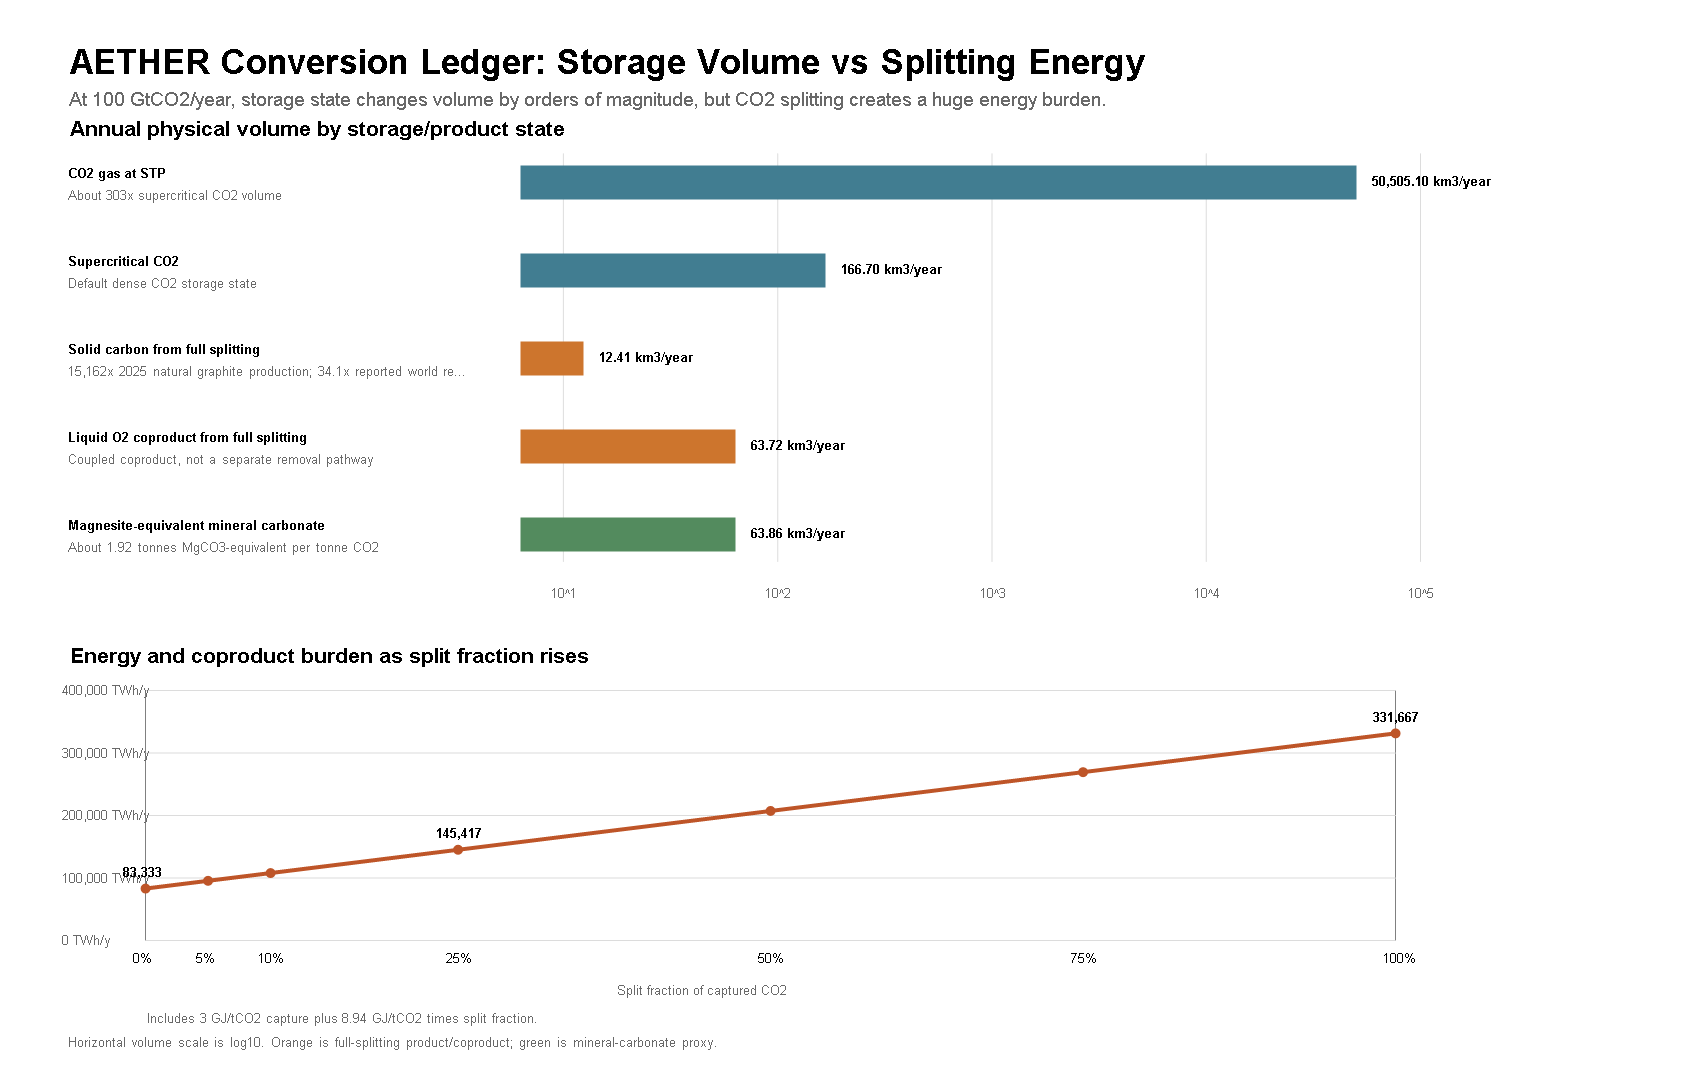 AETHER Conversion Ledger: Storage Volume vs Splitting Energy
At 100 GtCO2/year, storage state changes volume by orders of magnitude, but CO2 splitting creates a huge energy burden.
Annual physical volume by storage/product state
CO2 gas at STP
About 303x supercritical CO2 volume
50,505.10 km3/year
Supercritical CO2
Default dense CO2 storage state
166.70 km3/year
Solid carbon from full splitting
15,162x 2025 natural graphite production; 34.1x reported world re...
12.41 km3/year
Liquid O2 coproduct from full splitting
Coupled coproduct, not a separate removal pathway
63.72 km3/year
Magnesite-equivalent mineral carbonate
About 1.92 tonnes MgCO3-equivalent per tonne CO2
63.86 km3/year
10^1 10^2 10^3 10^4 10^5
Energy and coproduct burden as split fraction rises
400,000 TWh/y
331,667
300,000 TWh/y
200,000 TWh/y
145,417
83,333
100,000 TWh/y
0 TWh/y
0% 5% 10% 25% 50% 75% 100%
Split fraction of captured CO2
Includes 3 GJ/tCO2 capture plus 8.94 GJ/tCO2 times split fraction.
Horizontal volume scale is log10. Orange is full-splitting product/coproduct; green is mineral-carbonate proxy.